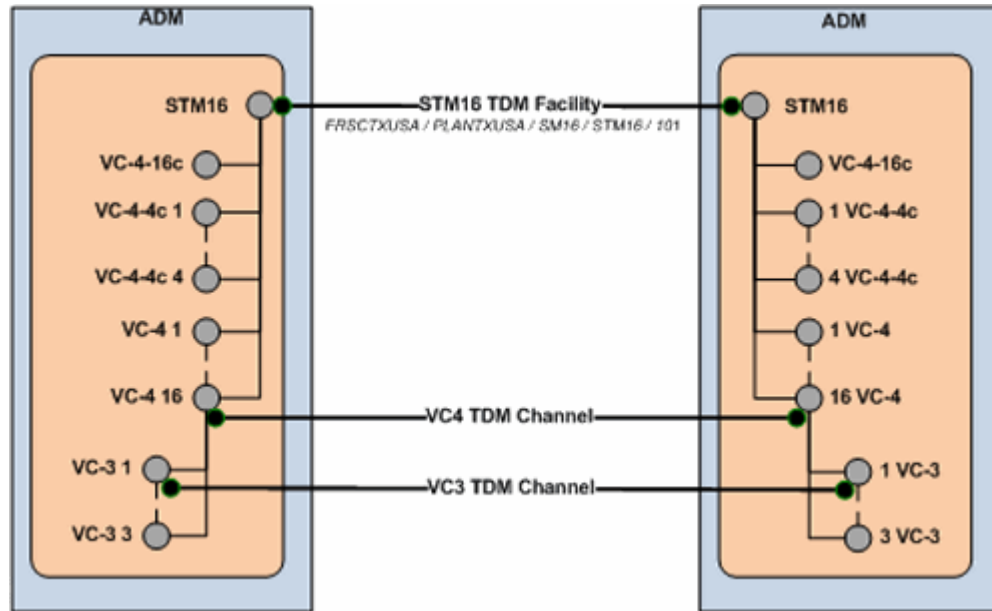 ADM
ADM
STM16
STM16 TDM Facility
STM16
FRSCTXUSA / PLANTXUSA / SM16 / STM16 / 101
VC-4-16c
VC-4-16c
VC-4-4c 1
1 VC-4-4c
VC-4-4c 4
4 VC-4-4c
VC-4 1
1 VC-4
VC-4 16
16 VC-4
VC4 TDM Channel
VC-3 1
1 VC-3
VC3 TDM Channel
VC-3 3
3 VC-3